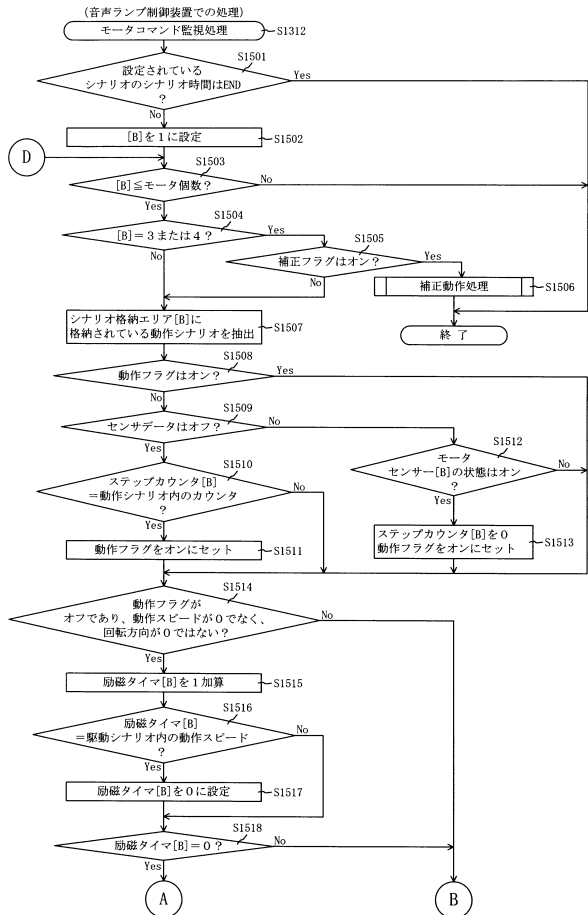 (音声ランプ制御装置での処理)
モータコマンド監視処理
S1312
設定されている
シナリオのシナリオ時間はEND
?
S1501
Yes
No
[B]を1に設定
S1502
D
[B]≦モータ個数?
S1503
No
Yes
[B]=3または4?
S1504
Yes
No
補正フラグはオン?
S1505
Yes
No
補正動作処理
S1506
終了
シナリオ格納エリア[B]に
格納されている動作シナリオを抽出
S1507
動作フラグはオン?
S1508
Yes
No
センサデータはオフ?
S1509
No
Yes
ステップカウンタ[B]
=動作シナリオ内のカウンタ
?
S1510
No
Yes
動作フラグをオンにセット
S1511
モータ
センサー[B]の状態はオン
?
S1512
No
Yes
ステップカウンタ[B]を0
動作フラグをオンにセット
S1513
動作フラグが
オフであり、動作スピードが0でなく、
回転方向が0ではない?
S1514
No
Yes
励磁タイマ[B]を1加算
S1515
励磁タイマ[B]
=駆動シナリオ内の動作スピード
?
S1516
No
Yes
励磁タイマ[B]を0に設定
S1517
励磁タイマ[B]=0?
S1518
No
Yes
A
B